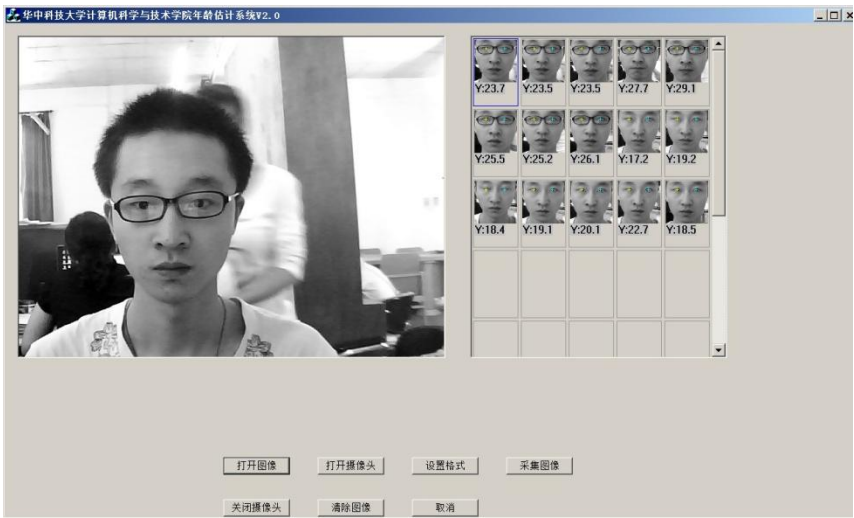 华中科技大学计算机科学与技术学院年龄估计系统V2.0
Y:23.7 Y:23.5 Y:23.5 Y:27.7 Y:29.1
Y:25.5 Y:25.2 Y:26.1 Y:17.2 Y:19.2
Y:18.4 Y:19.1 Y:20.1 Y:22.7 Y:18.5
打开图像 打开摄像头 设置格式 采集图像
关闭摄像头 清除图像 取消